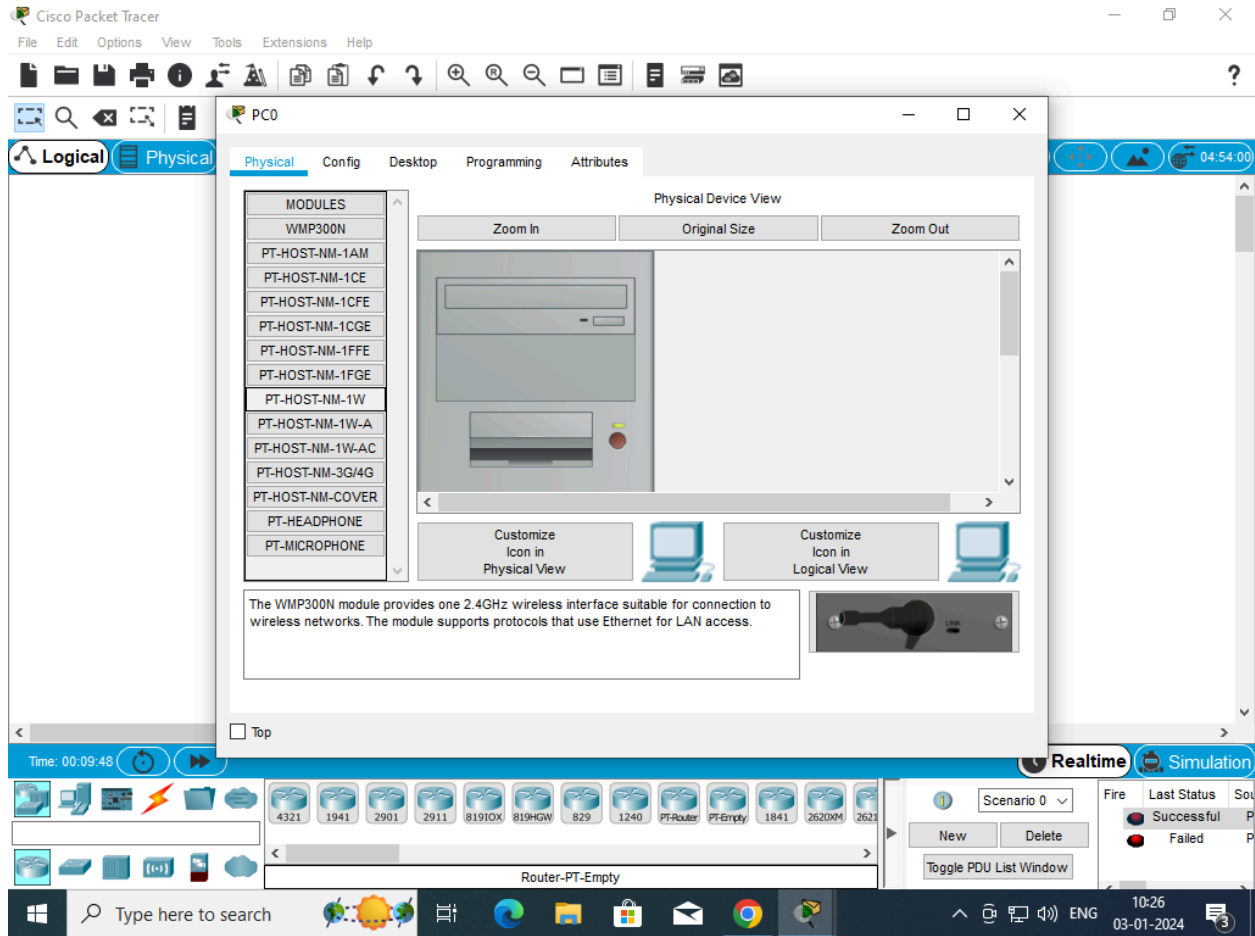 Cisco Packet Tracer
File Edit Options View Tools Extensions Help
?
PC0
Logical Physical 04:54:00
Physical Config Desktop Programming Attributes
MODULES
WMP300N
PT-HOST-NM-1AM
PT-HOST-NM-1CE
PT-HOST-NM-1CFE
PT-HOST-NM-1CGE
PT-HOST-NM-1FFE
PT-HOST-NM-1FGE
PT-HOST-NM-1W
PT-HOST-NM-1W-A
PT-HOST-NM-1W-AC
PT-HOST-NM-3G/4G
PT-HOST-NM-COVER
PT-HEADPHONE
PT-MICROPHONE
Physical Device View
Zoom In Original Size Zoom Out
Customize
Icon in
Physical View
Customize
Icon in
Logical View
The WMP300N module provides one 2.4GHz wireless interface suitable for connection to
wireless networks. The module supports protocols that use Ethernet for LAN access.
LINK
Top
Time: 00:09:48 Realtime Simulation
4321 1941 2901 2911 819IOX 819HGW 829 1240 PT-Router PT-Empty 1841 2620XM 2621
Router-PT-Empty
Scenario 0
New Delete
Toggle PDU List Window
Fire Last Status Sou
Successful P
Failed P
Type here to search
ENG
10:26
03-01-2024
3